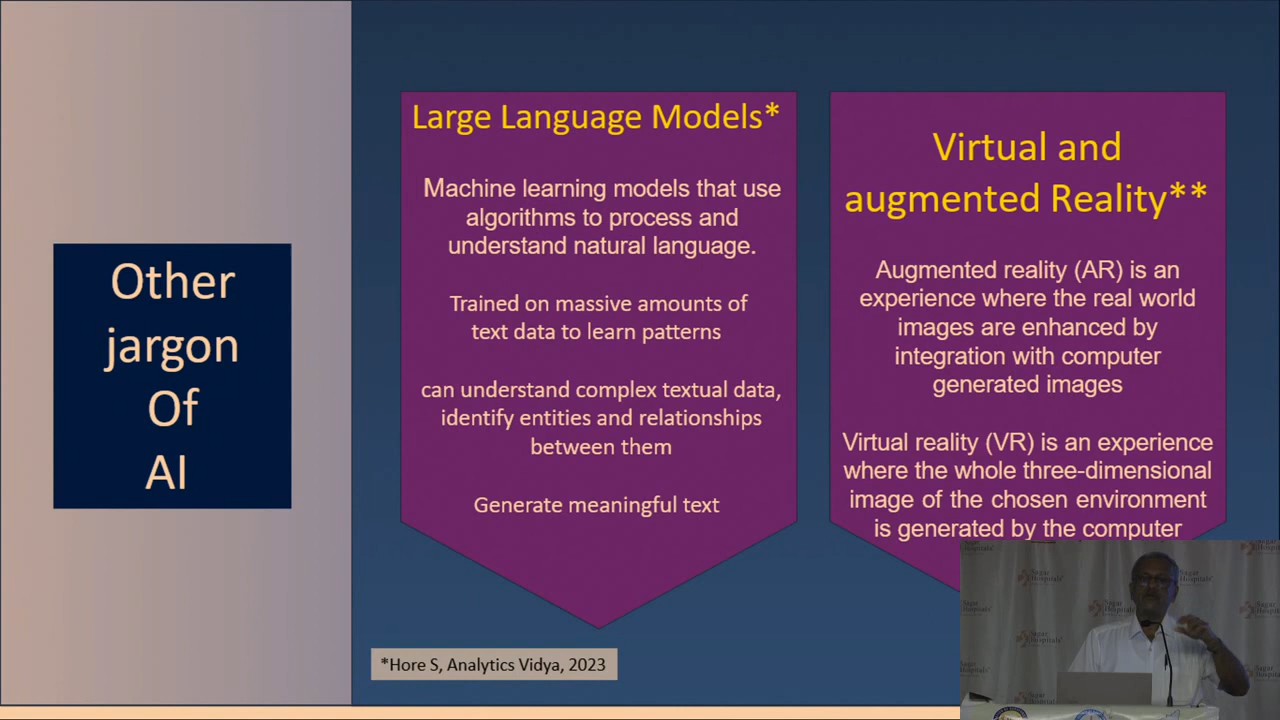 Other
jargon
Of
AI
Large Language Models*
Machine learning models that use
algorithms to process and
understand natural language.
Trained on massive amounts of
text data to learn patterns
can understand complex textual data,
identify entities and relationships
between them
Generate meaningful text
*Hore S, Analytics Vidya, 2023
Virtual and
augmented Reality**
Augmented reality (AR) is an
experience where the real world
images are enhanced by
integration with computer
generated images
Virtual reality (VR) is an experience
where the whole three-dimensional
image of the chosen environment
is generated by the computer
Sagar
Hospitals